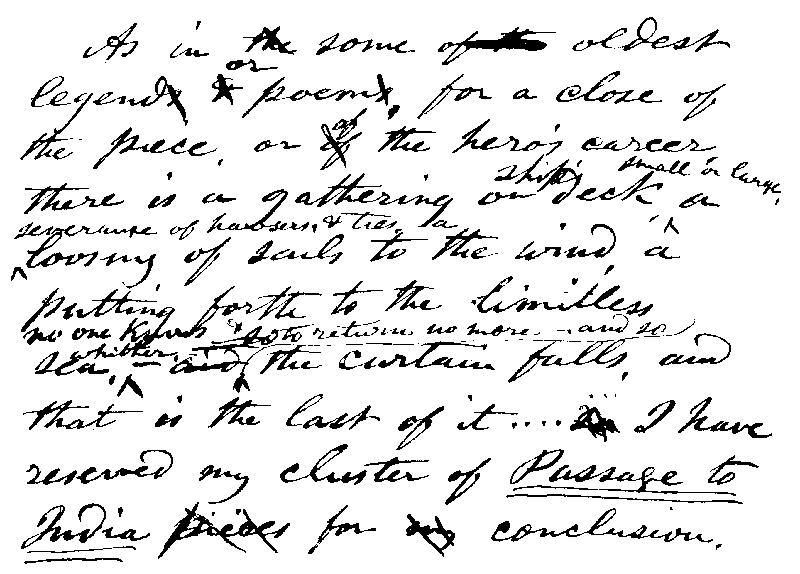 As in the some of the oldest
or
legends & poems, for a close of
of
the piece, or if the hero's career
ship's small or large,
there is a gathering on deck, a
severance of hawsers, & ties, a
loosing of sails to the wind, a
putting forth to the limitless
no one knows so to return no more — and so
whither,
sea, — and the curtain falls, and
that is the last of it .... I have
reserved my cluster of Passage to
India pieces for my conclusion.